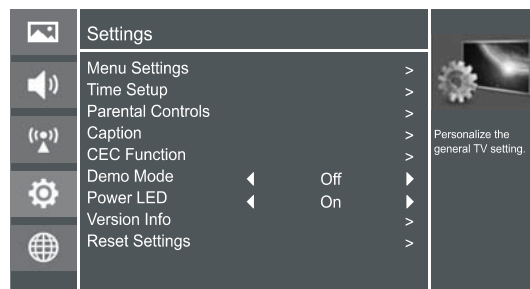 Settings
Menu Settings >
Time Setup >
Parental Controls >
Caption >
CEC Function >
Demo Mode Off
Power LED On
Version Info >
Reset Settings >
Personalize the
general TV setting.